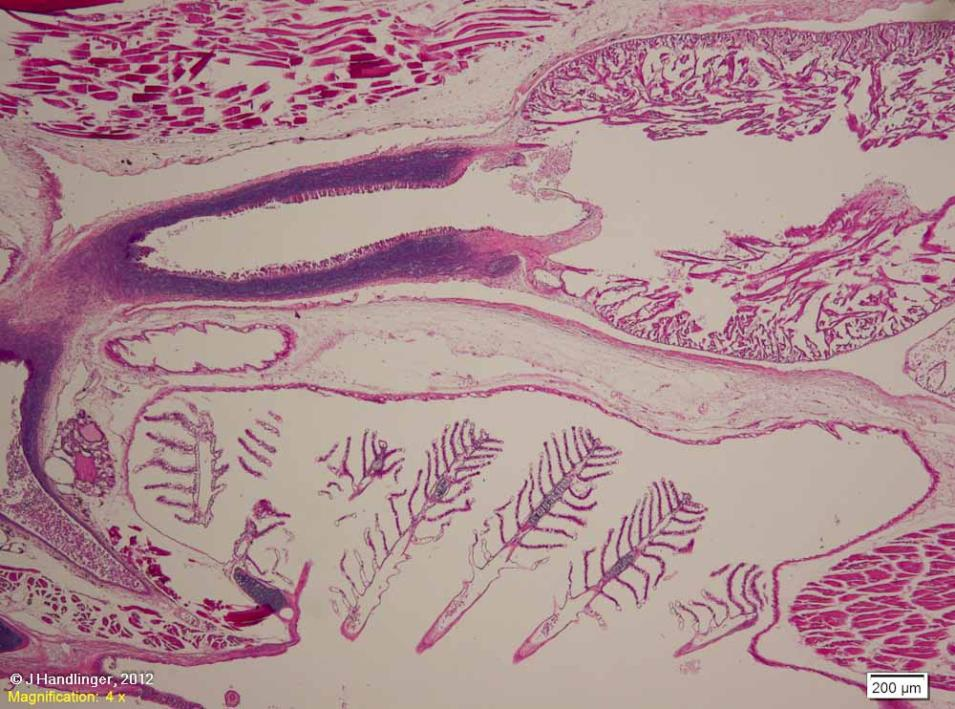 © J Handlinger, 2012
Magnification: 4 x
200 µm